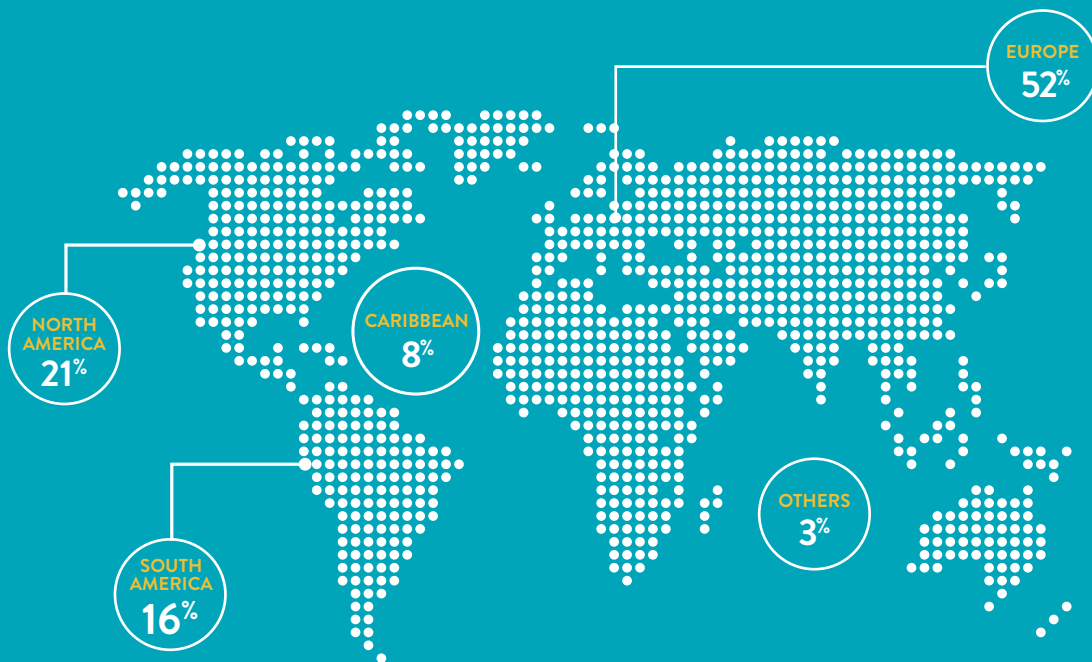 EUROPE
52%
NORTH
AMERICA
21%
CARIBBEAN
8%
OTHERS
3%
SOUTH
AMERICA
16%